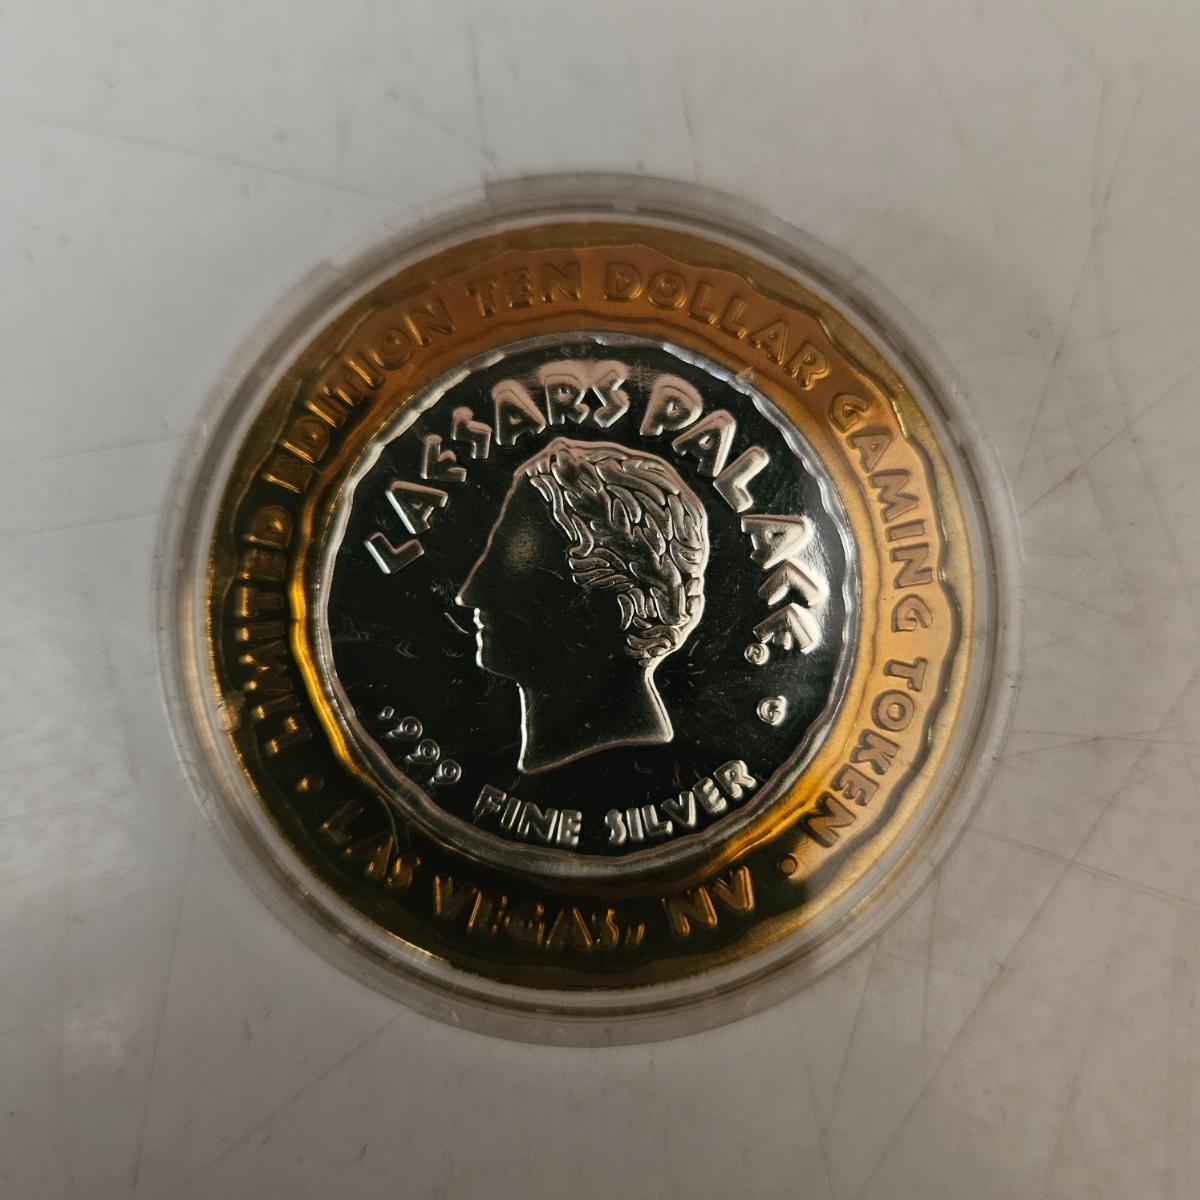 LIMITED EDITION TEN DOLLAR GAMING TOKEN
• LAS VEGAS, NV •
CAESARS PALACE®
G
.999 FINE SILVER